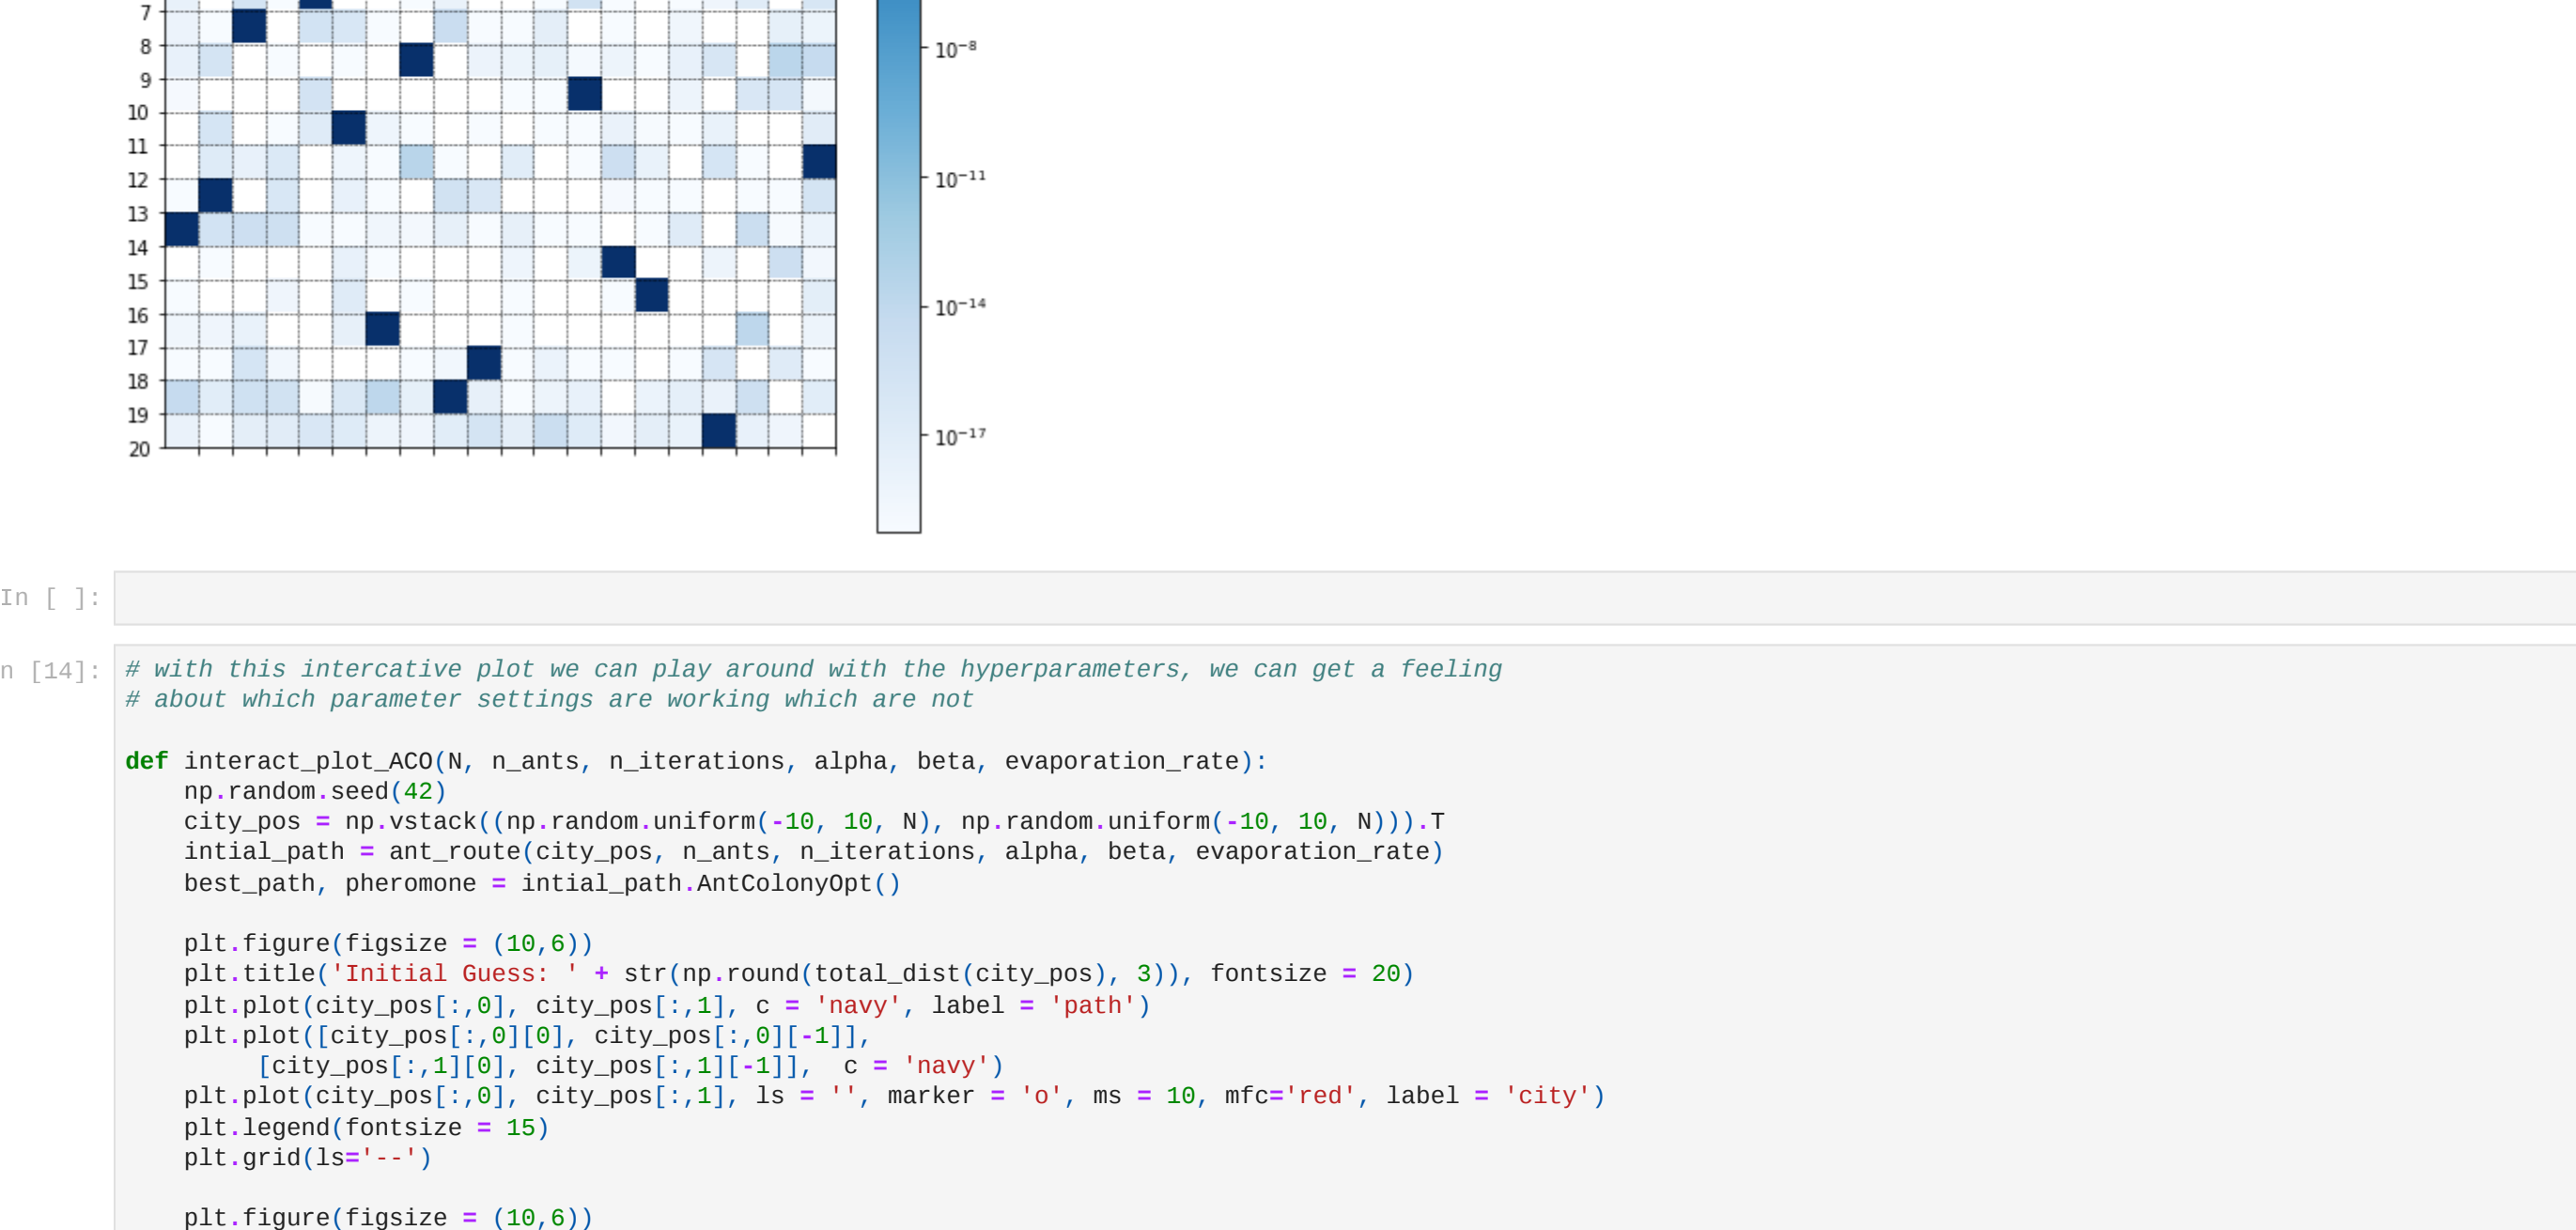 7
8
9
10
11
12
13
14
15
16
17
18
19
20
10⁻⁸
10⁻¹¹
10⁻¹⁴
10⁻¹⁷
In [ ]:
n [14]:
# with this intercative plot we can play around with the hyperparameters, we can get a feeling
# about which parameter settings are working which are not
def interact_plot_ACO(N, n_ants, n_iterations, alpha, beta, evaporation_rate):
    np.random.seed(42)
    city_pos = np.vstack((np.random.uniform(-10, 10, N), np.random.uniform(-10, 10, N))).T
    intial_path = ant_route(city_pos, n_ants, n_iterations, alpha, beta, evaporation_rate)
    best_path, pheromone = intial_path.AntColonyOpt()
    plt.figure(figsize = (10,6))
    plt.title('Initial Guess: ' + str(np.round(total_dist(city_pos), 3)), fontsize = 20)
    plt.plot(city_pos[:,0], city_pos[:,1], c = 'navy', label = 'path')
    plt.plot([city_pos[:,0][0], city_pos[:,0][-1]],
         [city_pos[:,1][0], city_pos[:,1][-1]],  c = 'navy')
    plt.plot(city_pos[:,0], city_pos[:,1], ls = '', marker = 'o', ms = 10, mfc='red', label = 'city')
    plt.legend(fontsize = 15)
    plt.grid(ls='--')
    plt.figure(figsize = (10,6))